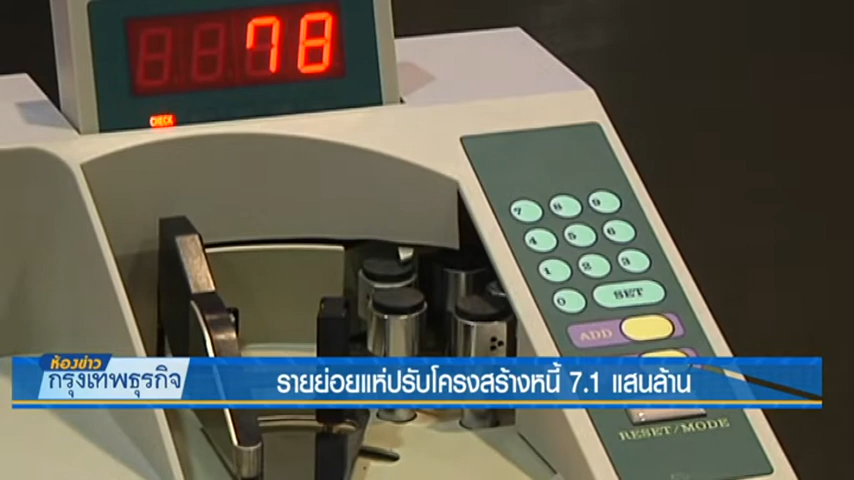 78
CHECK
7 8 9
4 5 6
1 2 3
0 SET
ADD
ห้องข่าว
กรุงเทพธุรกิจ
รายย่อยแห่ปรับโครงสร้างหนี้ 7.1 แสนล้าน
RESET/MODE